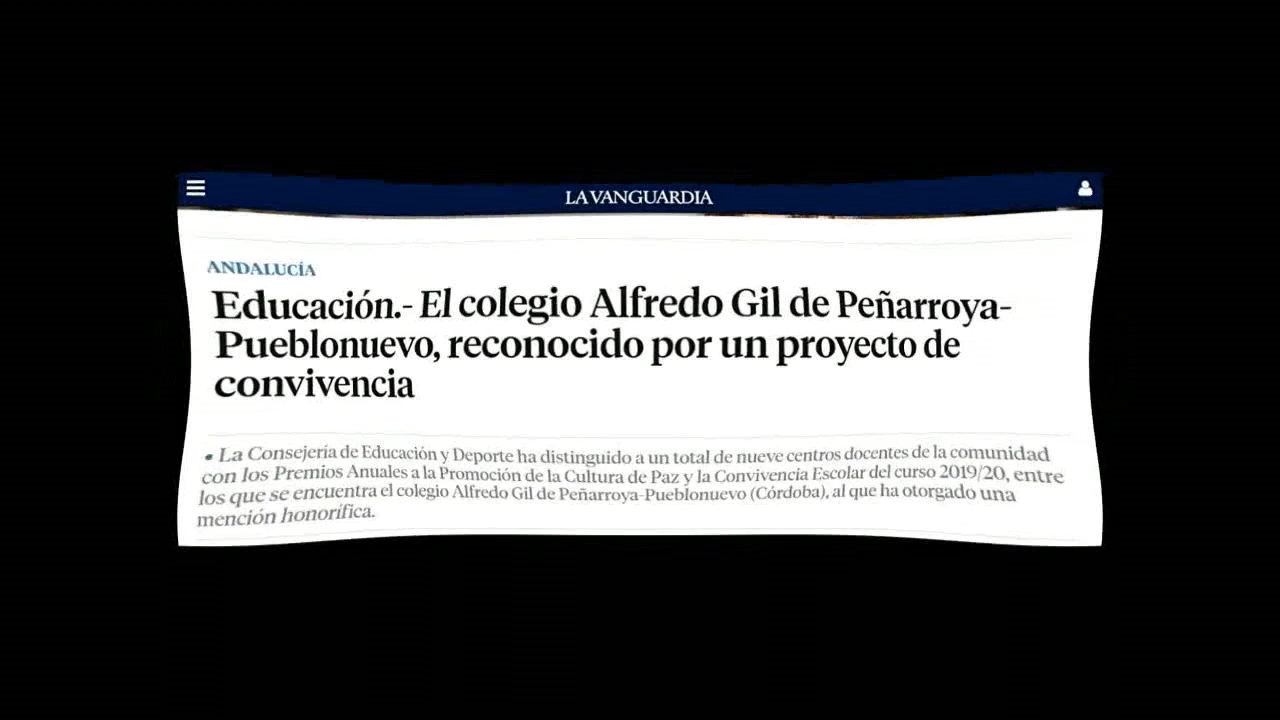 LA VANGUARDIA
ANDALUCÍA
Educación.- El colegio Alfredo Gil de Peñarroya-
Pueblonuevo, reconocido por un proyecto de
convivencia
• La Consejería de Educación y Deporte ha distinguido a un total de nueve centros docentes de la comunidad
con los Premios Anuales a la Promoción de la Cultura de Paz y la Convivencia Escolar del curso 2019/20, entre
los que se encuentra el colegio Alfredo Gil de Peñarroya-Pueblonuevo (Córdoba), al que ha otorgado una
mención honorífica.